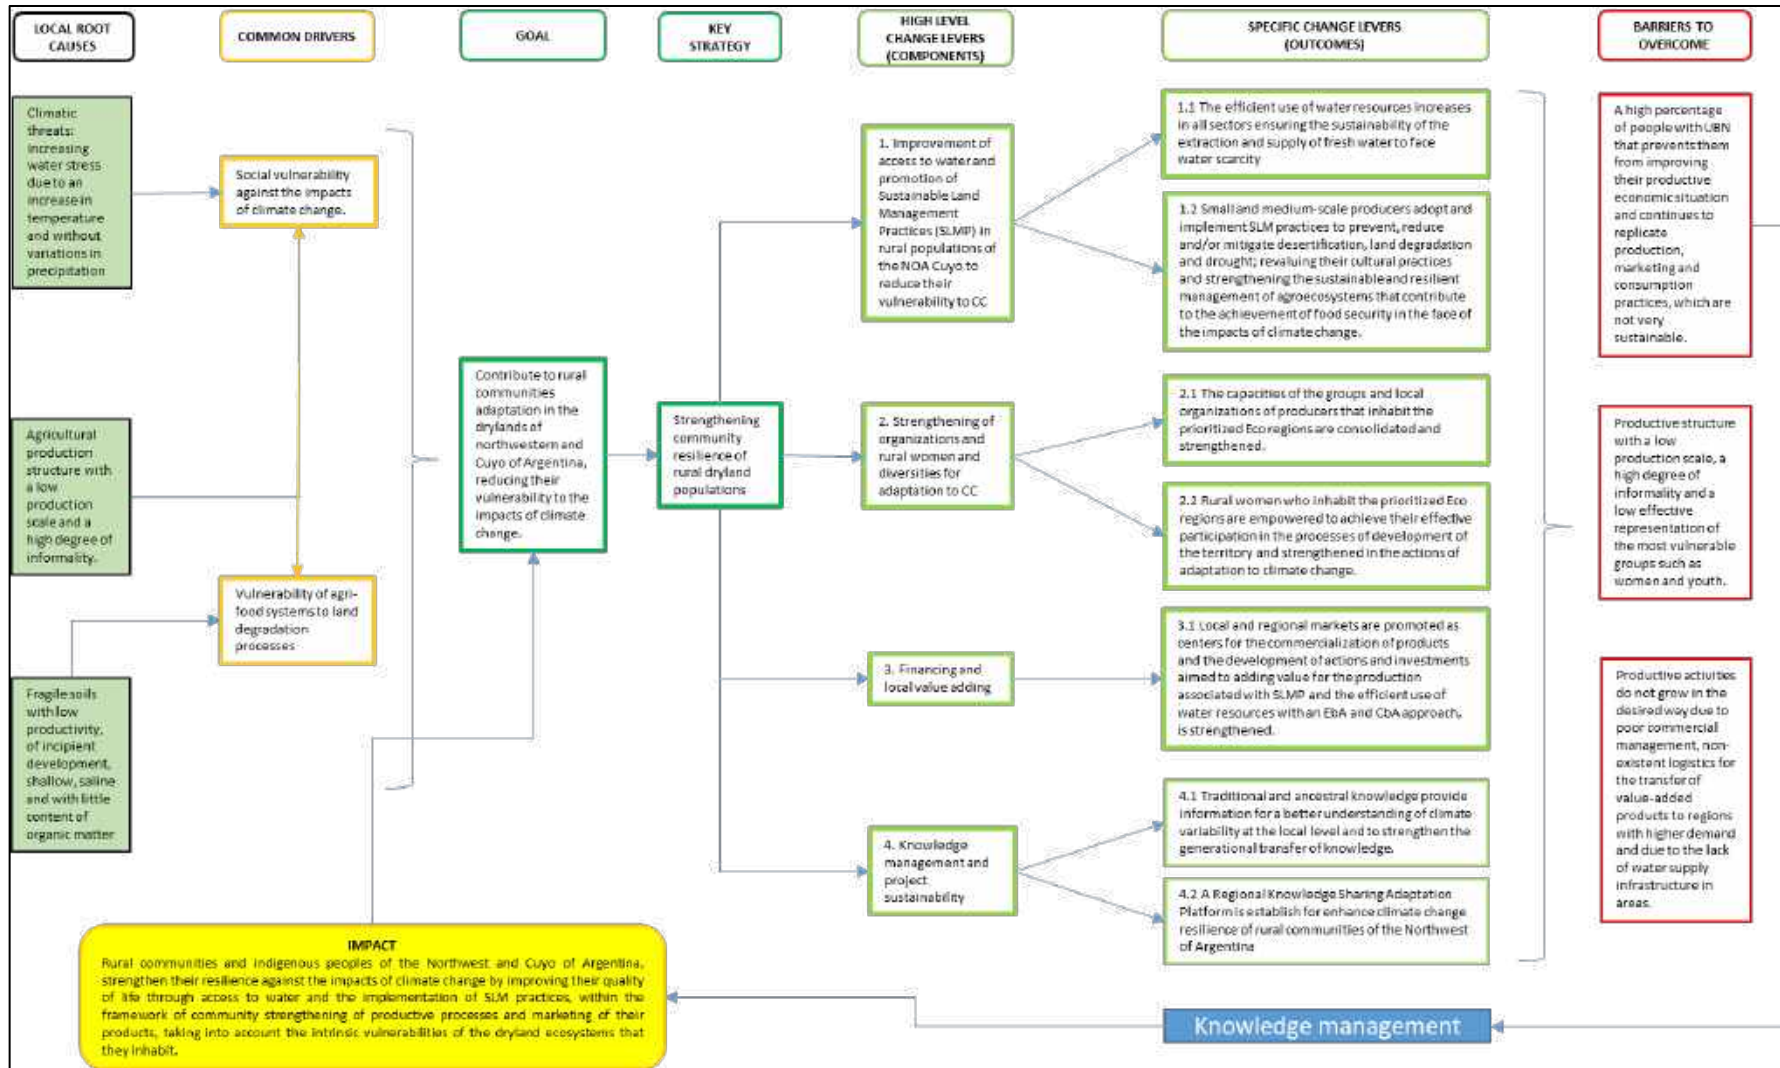 LOCAL ROOT
CAUSES
COMMON DRIVERS
GOAL
KEY
STRATEGY
HIGH LEVEL
CHANGE LEVERS
(COMPONENTS)
SPECIFIC CHANGE LEVERS
(OUTCOMES)
BARRIERS TO
OVERCOME
Climatic
threats:
increasing
water stress
due to an
increase in
temperature
and without
variations in
precipitation
Agricultural
production
structure with
a low
production
scale and a
high degree of
informality.
Fragile soils
with low
productivity,
of incipient
development,
shallow, saline
and with little
content of
organic matter
Social vulnerability
against the impacts
of climate change.
Vulnerability of agri-
food systems to land
degradation
processes
Contribute to rural
communities
adaptation in the
drylands of
northwestern and
Cuyo of Argentina,
reducing their
vulnerability to the
impacts of climate
change.
Strengthening
community
resilience of
rural dryland
populations
1. Improvement of
access to water and
promotion of
Sustainable Land
Management
Practices (SLMP) in
rural populations of
the NOA Cuyo to
reduce their
vulnerability to CC
2. Strengthening of
organizations and
rural women and
diversities for
adaptation to CC
3. Financing and
local value adding
4. Knowledge
management and
project
sustainability
1.1 The efficient use of water resources increases
in all sectors ensuring the sustainability of the
extraction and supply of fresh water to face
water scarcity
1.2 Small and medium-scale producers adopt and
implement SLM practices to prevent, reduce
and/or mitigate desertification, land degradation
and drought; revaluing their cultural practices
and strengthening the sustainable and resilient
management of agroecosystems that contribute
to the achievement of food security in the face of
the impacts of climate change.
2.1 The capacities of the groups and local
organizations of producers that inhabit the
prioritized Eco regions are consolidated and
strengthened.
2.2 Rural women who inhabit the prioritized Eco
regions are empowered to achieve their effective
participation in the processes of development of
the territory and strengthened in the actions of
adaptation to climate change.
3.1 Local and regional markets are promoted as
centers for the commercialization of products
and the development of actions and investments
aimed to adding value for the production
associated with SLMP and the efficient use of
water resources with an EbA and CbA approach,
is strengthened.
4.1 Traditional and ancestral knowledge provide
information for a better understanding of climate
variability at the local level and to strengthen the
generational transfer of knowledge.
4.2 A Regional Knowledge Sharing Adaptation
Platform is establish for enhance climate change
resilience of rural communities of the Northwest
of Argentina
A high percentage
of people with UBN
that prevents them
from improving
their productive
economic situation
and continues to
replicate
production,
marketing and
consumption
practices, which are
not very
sustainable.
Productive structure
with a low
production scale, a
high degree of
informality and a
low effective
representation of
the most vulnerable
groups such as
women and youth.
Productive activities
do not grow in the
desired way due to
poor commercial
management, non-
existent logistics for
the transfer of
value-added
products to regions
with higher demand
and due to the lack
of water supply
infrastructure in
areas.
IMPACT
Rural communities and indigenous peoples of the Northwest and Cuyo of Argentina,
strengthen their resilience against the impacts of climate change by improving their quality
of life through access to water and the implementation of SLM practices, within the
framework of community strengthening of productive processes and marketing of their
products, taking into account the intrinsic vulnerabilities of the dryland ecosystems that
they inhabit.
Knowledge management